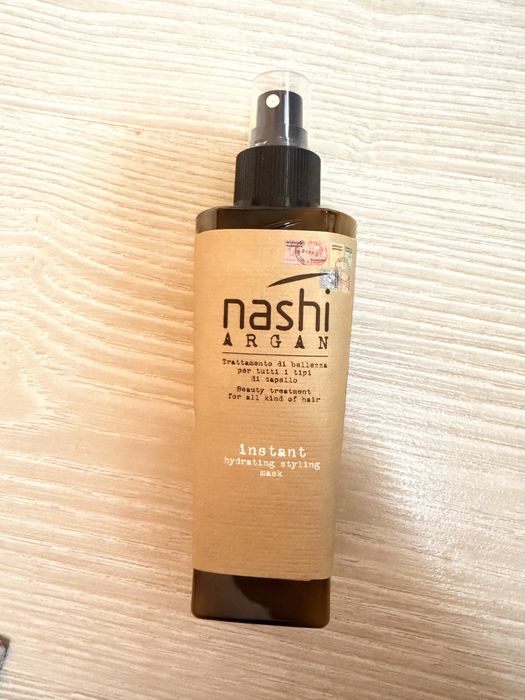 nashi
ARGAN
Trattamento di bellezza
per tutti i tipi
di capello
Beauty treatment
for all kind of hair
instant
hydrating styling
mask